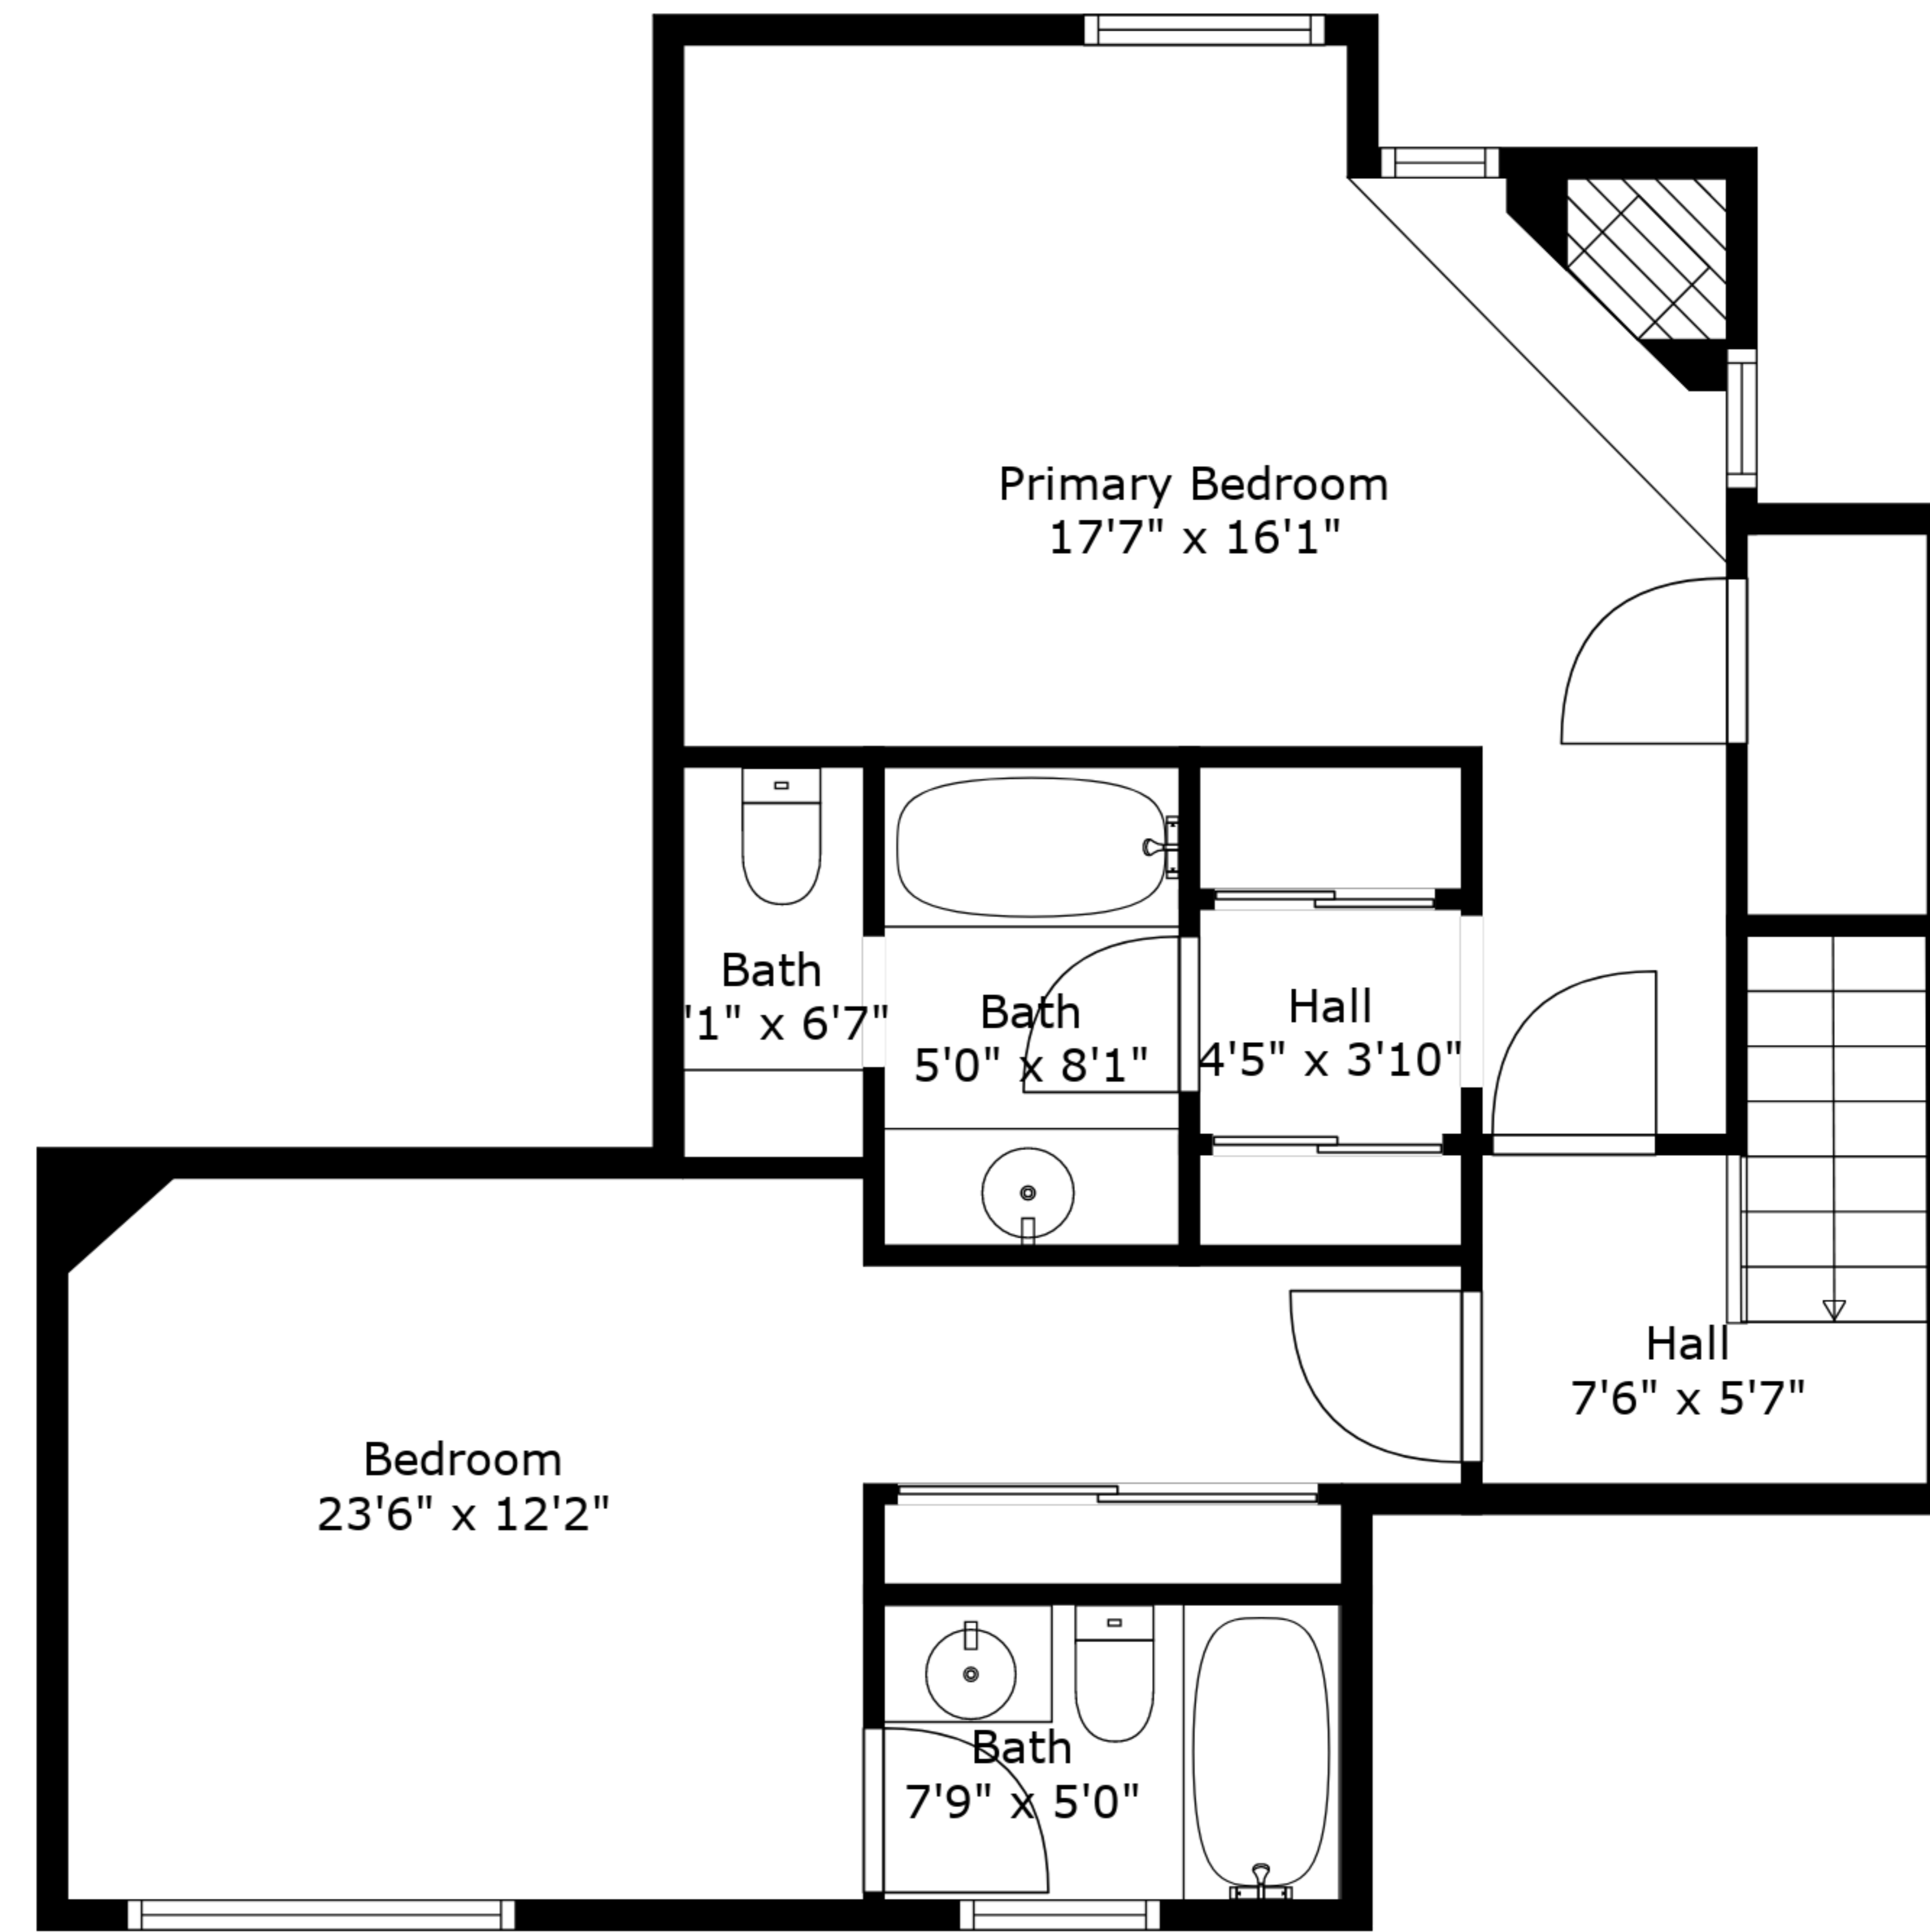 Primary Bedroom
17'7" x 16'1"
Bath
'1" x 6'7"
Bath
5'0" x 8'1"
Hall
4'5" x 3'10"
Hall
7'6" x 5'7"
Bedroom
23'6" x 12'2"
Bath
7'9" x 5'0"